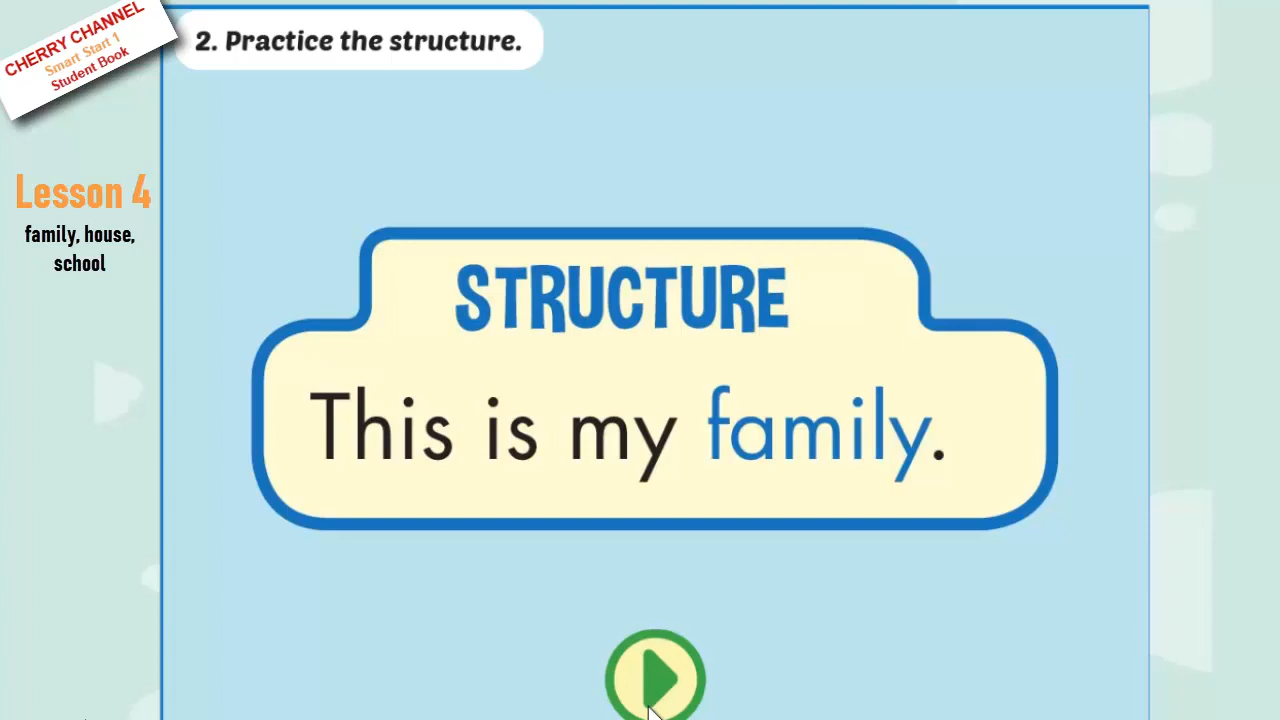 CHERRY CHANNEL
Smart Start 1
Student Book
2. Practice the structure.
Lesson 4
family, house,
school
STRUCTURE
This is my family.